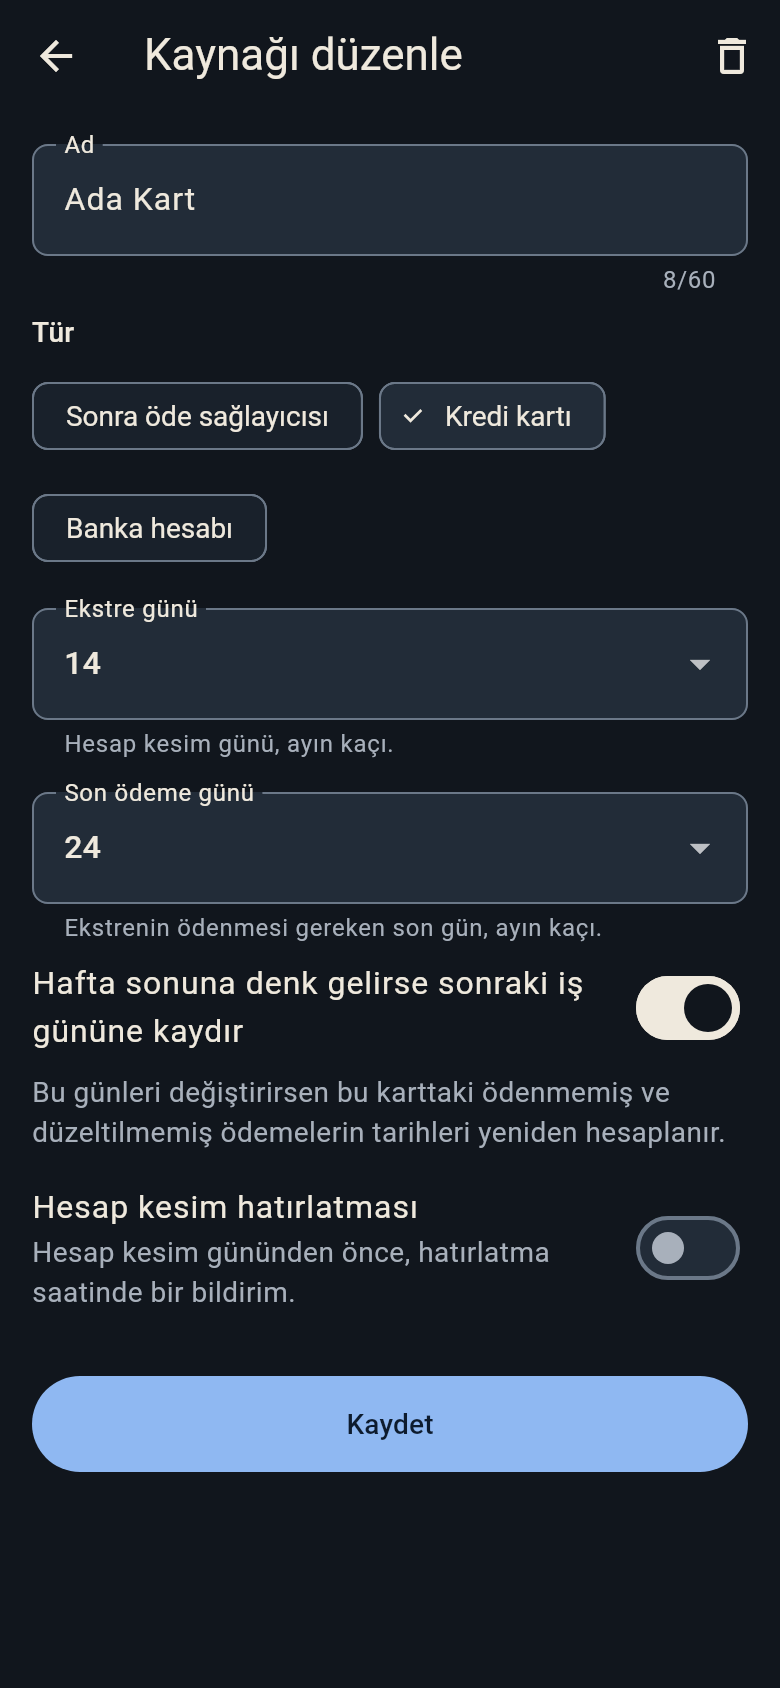 Kaynağı düzenle
Ad
Ada Kart
8/60
Tür
Sonra öde sağlayıcısı
Kredi kartı
Banka hesabı
Ekstre günü
14
Hesap kesim günü, ayın kaçı.
Son ödeme günü
24
Ekstrenin ödenmesi gereken son gün, ayın kaçı.
Hafta sonuna denk gelirse sonraki iş
gününe kaydır
Bu günleri değiştirirsen bu karttaki ödenmemiş ve
düzeltilmemiş ödemelerin tarihleri yeniden hesaplanır.
Hesap kesim hatırlatması
Hesap kesim gününden önce, hatırlatma
saatinde bir bildirim.
Kaydet